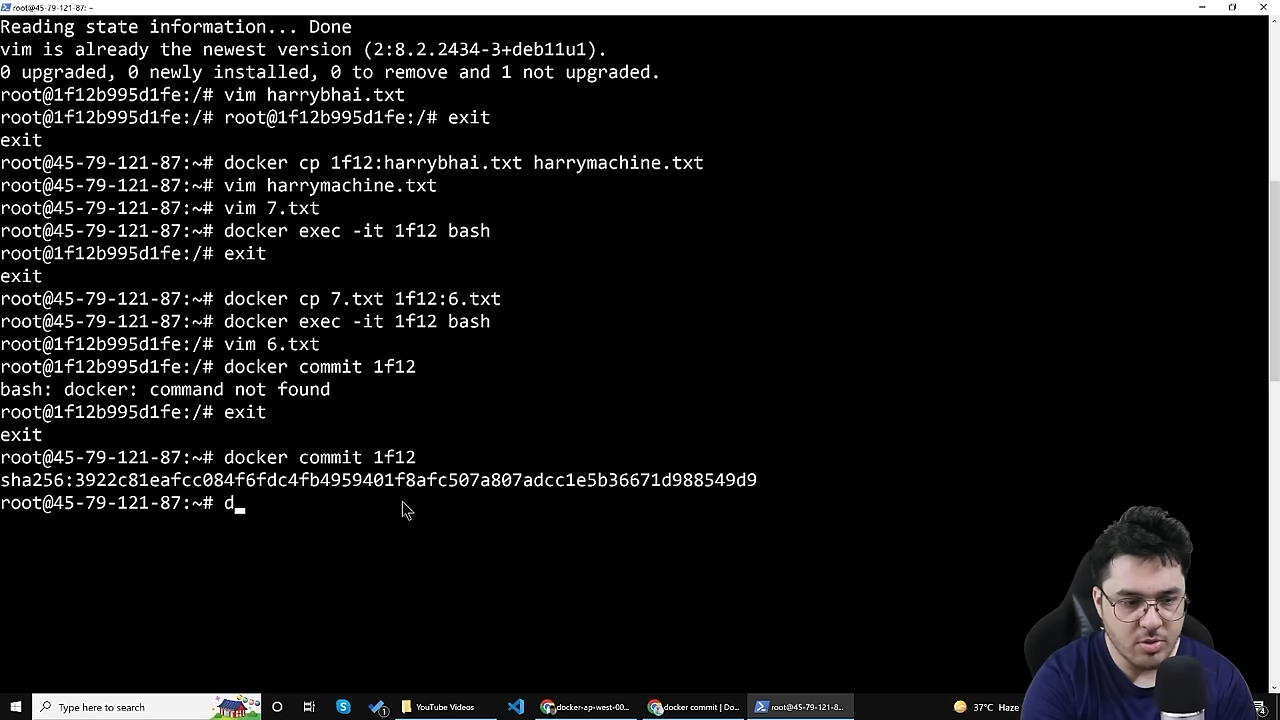 root@45-79-121-87: ~
Reading state information... Done
vim is already the newest version (2:8.2.2434-3+deb11u1).
0 upgraded, 0 newly installed, 0 to remove and 1 not upgraded.
root@1f12b995d1fe:/# vim harrybhai.txt
root@1f12b995d1fe:/# root@1f12b995d1fe:/# exit
exit
root@45-79-121-87:~# docker cp 1f12:harrybhai.txt harrymachine.txt
root@45-79-121-87:~# vim harrymachine.txt
root@45-79-121-87:~# vim 7.txt
root@45-79-121-87:~# docker exec -it 1f12 bash
root@1f12b995d1fe:/# exit
exit
root@45-79-121-87:~# docker cp 7.txt 1f12:6.txt
root@45-79-121-87:~# docker exec -it 1f12 bash
root@1f12b995d1fe:/# vim 6.txt
root@1f12b995d1fe:/# docker commit 1f12
bash: docker: command not found
root@1f12b995d1fe:/# exit
exit
root@45-79-121-87:~# docker commit 1f12
sha256:3922c81eafcc084f6fdc4fb4959401f8afc507a807adcc1e5b36671d988549d9
root@45-79-121-87:~# d
Type here to search
1
YouTube Videos
docker-ap-west-00...
docker commit | Do...
root@45-79-121-8...
37°C Haze